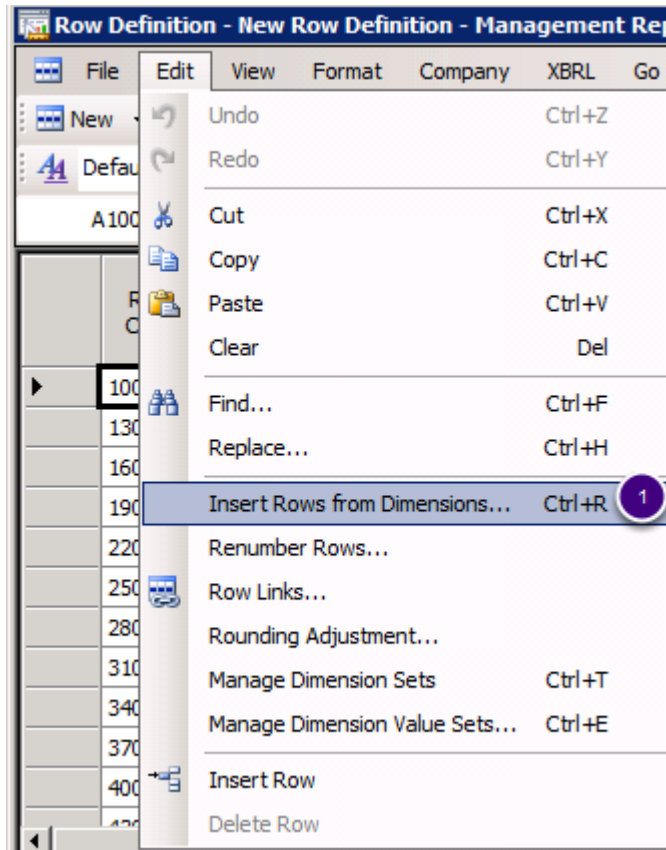 Row Definition - New Row Definition - Management Rep
File Edit View Format Company XBRL Go
New
Defau
A100
Undo Ctrl+Z
Redo Ctrl+Y
Cut Ctrl+X
Copy Ctrl+C
Paste Ctrl+V
Clear Del
Find... Ctrl+F
Replace... Ctrl+H
Insert Rows from Dimensions... Ctrl+R 1
Renumber Rows...
Row Links...
Rounding Adjustment...
Manage Dimension Sets Ctrl+T
Manage Dimension Value Sets... Ctrl+E
Insert Row
Delete Row
R
C
100
130
160
190
220
250
280
310
340
370
400